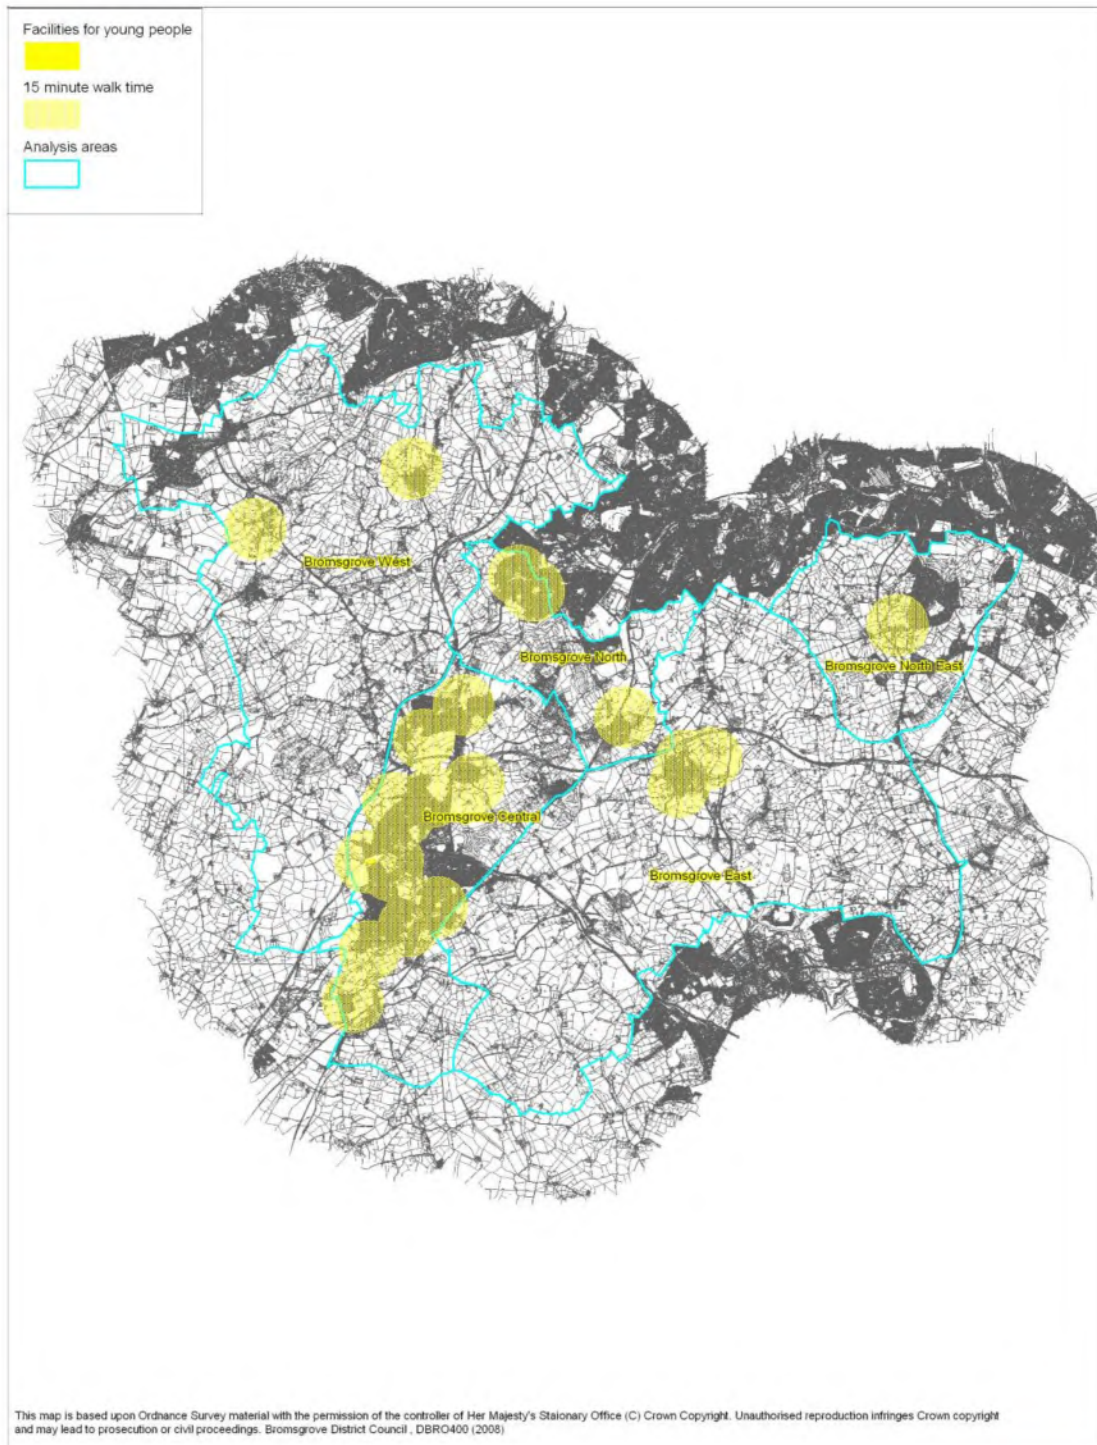 Facilities for young people
15 minute walk time
Analysis areas
Bromsgrove West
Bromsgrove North
Bromsgrove North East
Bromsgrove Central
Bromsgrove East
This map is based upon Ordnance Survey material with the permission of the controller of Her Majesty's Staionary Office (C) Crown Copyright. Unauthorised reproduction infringes Crown copyright
and may lead to prosecution or civil proceedings. Bromsgrove District Council , DBRO400 (2008)